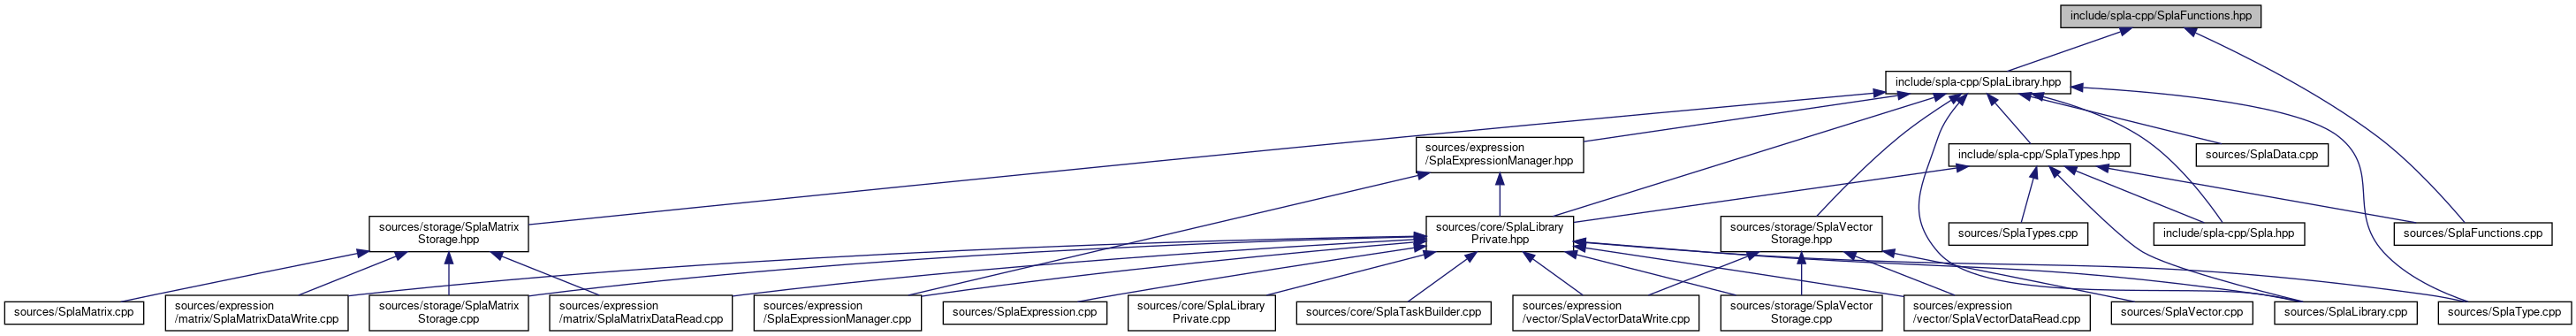 include/spla-cpp/SplaFunctions.hpp
include/spla-cpp/SplaLibrary.hpp
sources/expression
/SplaExpressionManager.hpp
include/spla-cpp/SplaTypes.hpp
sources/SplaData.cpp
sources/storage/SplaMatrix
Storage.hpp
sources/core/SplaLibrary
Private.hpp
sources/storage/SplaVector
Storage.hpp
sources/SplaTypes.cpp
include/spla-cpp/Spla.hpp
sources/SplaFunctions.cpp
sources/SplaMatrix.cpp
sources/expression
/matrix/SplaMatrixDataWrite.cpp
sources/storage/SplaMatrix
Storage.cpp
sources/expression
/matrix/SplaMatrixDataRead.cpp
sources/expression
/SplaExpressionManager.cpp
sources/SplaExpression.cpp
sources/core/SplaLibrary
Private.cpp
sources/core/SplaTaskBuilder.cpp
sources/expression
/vector/SplaVectorDataWrite.cpp
sources/storage/SplaVector
Storage.cpp
sources/expression
/vector/SplaVectorDataRead.cpp
sources/SplaVector.cpp
sources/SplaLibrary.cpp
sources/SplaType.cpp